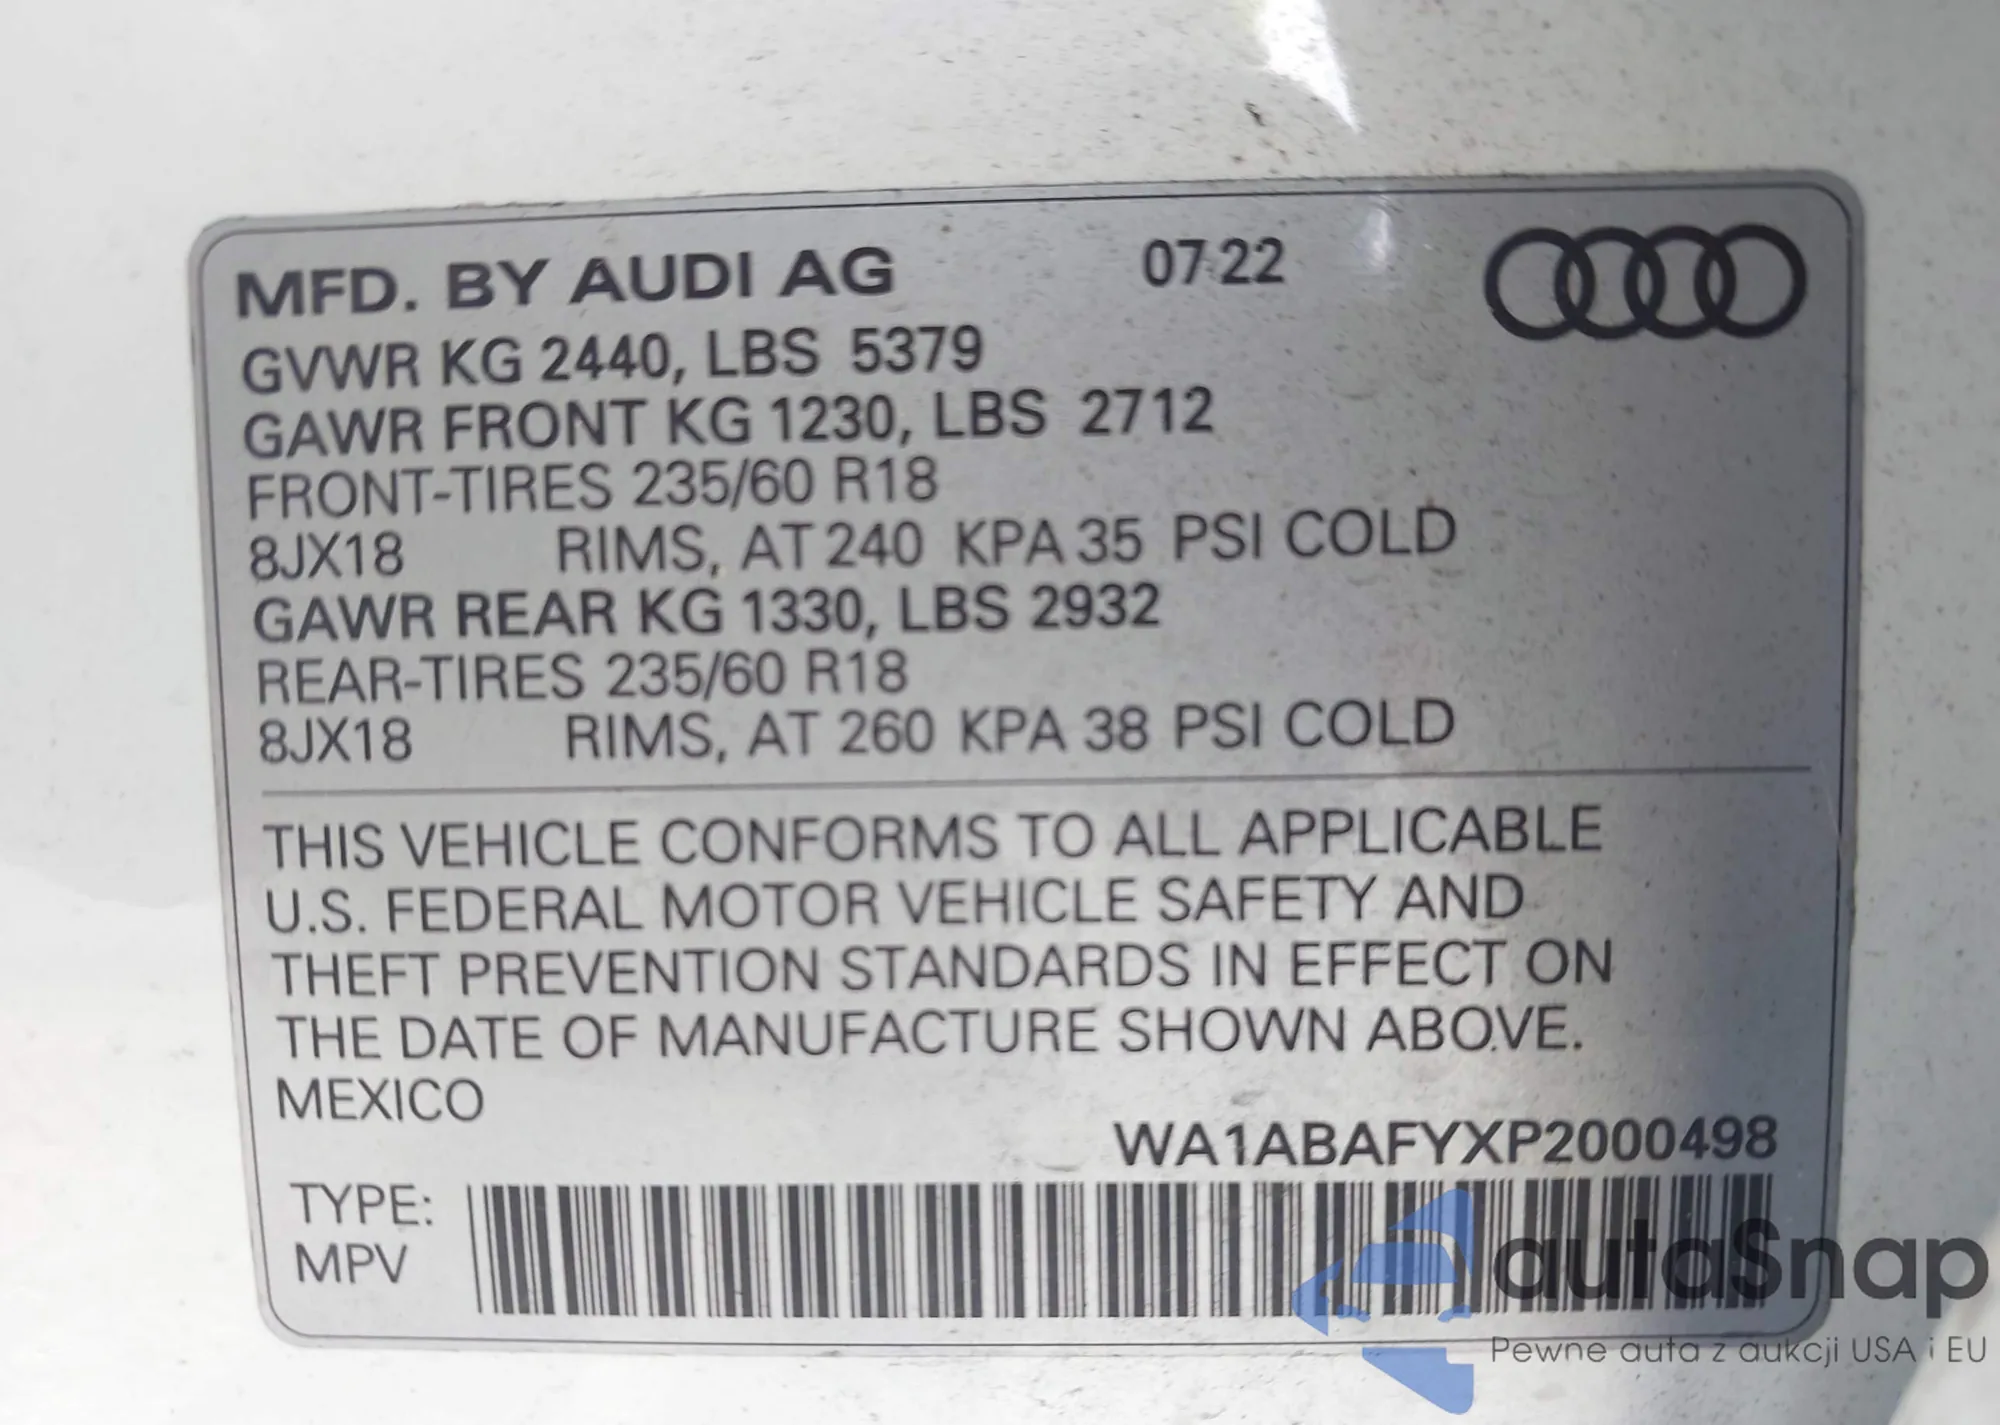 MFD. BY AUDI AG 07 22
GVWR KG 2440, LBS 5379
GAWR FRONT KG 1230, LBS 2712
FRONT-TIRES 235/60 R18
8JX18 RIMS, AT 240 KPA 35 PSI COLD
GAWR REAR KG 1330, LBS 2932
REAR-TIRES 235/60 R18
8JX18 RIMS, AT 260 KPA 38 PSI COLD
THIS VEHICLE CONFORMS TO ALL APPLICABLE
U.S. FEDERAL MOTOR VEHICLE SAFETY AND
THEFT PREVENTION STANDARDS IN EFFECT ON
THE DATE OF MANUFACTURE SHOWN ABOVE.
MEXICO
WA1ABAFYXP2000498
TYPE:
MPV
autaSnap
Pewne auta z aukcji USA i EU